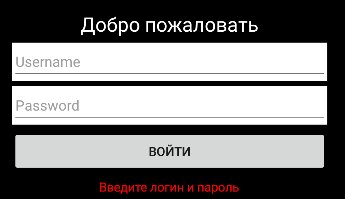 Добро пожаловать
Username
Password
ВОЙТИ
Введите логин и пароль